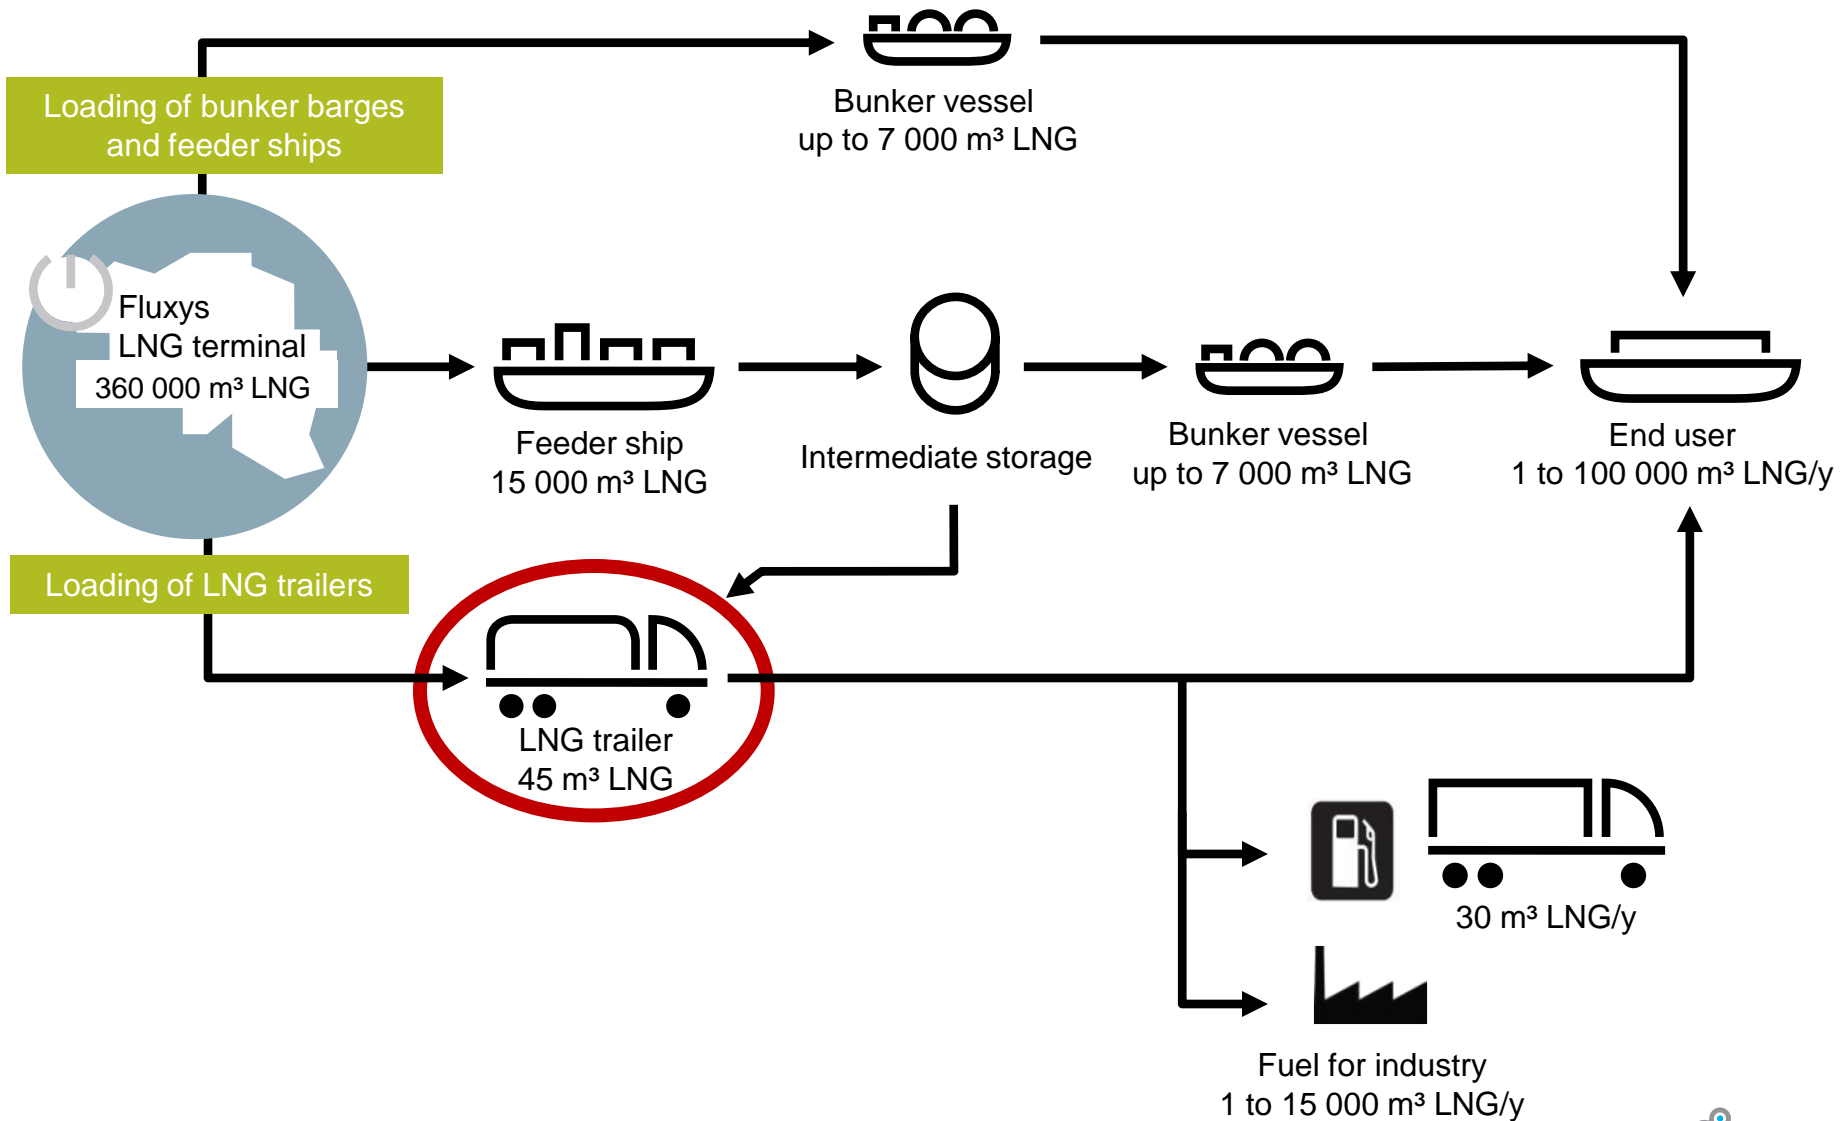 Loading of bunker barges
and feeder ships
Bunker vessel
up to 7 000 m³ LNG
Fluxys
LNG terminal
360 000 m³ LNG
Feeder ship
15 000 m³ LNG
Intermediate storage
Bunker vessel
up to 7 000 m³ LNG
End user
1 to 100 000 m³ LNG/y
Loading of LNG trailers
LNG trailer
45 m³ LNG
30 m³ LNG/y
Fuel for industry
1 to 15 000 m³ LNG/y